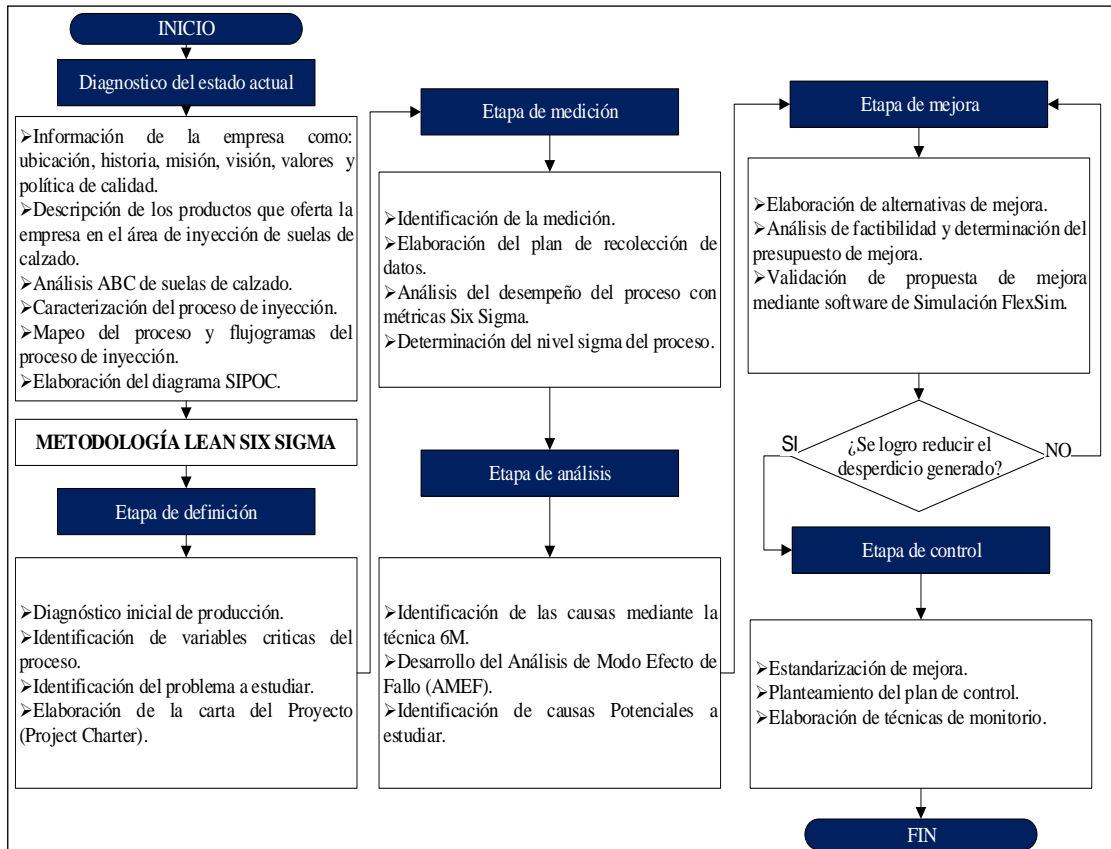 INICIO
Diagnostico del estado actual
➢Información de la empresa como:
ubicación, historia, misión, visión, valores y
política de calidad.
➢Descripción de los productos que oferta la
empresa en el área de inyección de suelas de
calzado.
➢Análisis ABC de suelas de calzado.
➢Caracterización del proceso de inyección.
➢Mapeo del proceso y flujogramas del
proceso de inyección.
➢Elaboración del diagrama SIPOC.
METODOLOGÍA LEAN SIX SIGMA
Etapa de definición
➢Diagnóstico inicial de producción.
➢Identificación de variables criticas del
proceso.
➢Identificación del problema a estudiar.
➢Elaboración de la carta del Proyecto
(Project Charter).
Etapa de medición
➢Identificación de la medición.
➢Elaboración del plan de recolección de
datos.
➢Análisis del desempeño del proceso con
métricas Six Sigma.
➢Determinación del nivel sigma del proceso.
Etapa de análisis
➢Identificación de las causas mediante la
técnica 6M.
➢Desarrollo del Análisis de Modo Efecto de
Fallo (AMEF).
➢Identificación de causas Potenciales a
estudiar.
Etapa de mejora
➢Elaboración de alternativas de mejora.
➢Análisis de factibilidad y determinación del
presupuesto de mejora.
➢Validación de propuesta de mejora
mediante software de Simulación FlexSim.
SI
¿Se logro reducir el
desperdicio generado?
NO
Etapa de control
➢Estandarización de mejora.
➢Planteamiento del plan de control.
➢Elaboración de técnicas de monitorio.
FIN